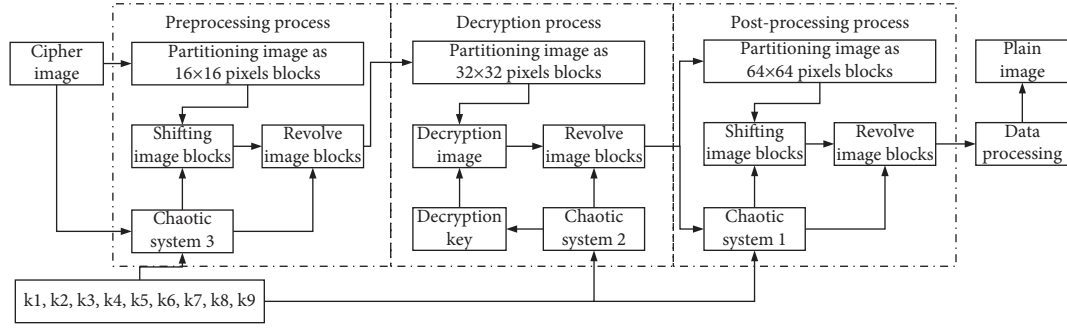 Preprocessing process
Decryption process
Post-processing process
Cipher
image
Partitioning image as
16×16 pixels blocks
Partitioning image as
32×32 pixels blocks
Partitioning image as
64×64 pixels blocks
Plain
image
Shifting
image blocks
Revolve
image blocks
Decryption
image
Revolve
image blocks
Shifting
image blocks
Revolve
image blocks
Data
processing
Chaotic
system 3
Decryption
key
Chaotic
system 2
Chaotic
system 1
k1, k2, k3, k4, k5, k6, k7, k8, k9